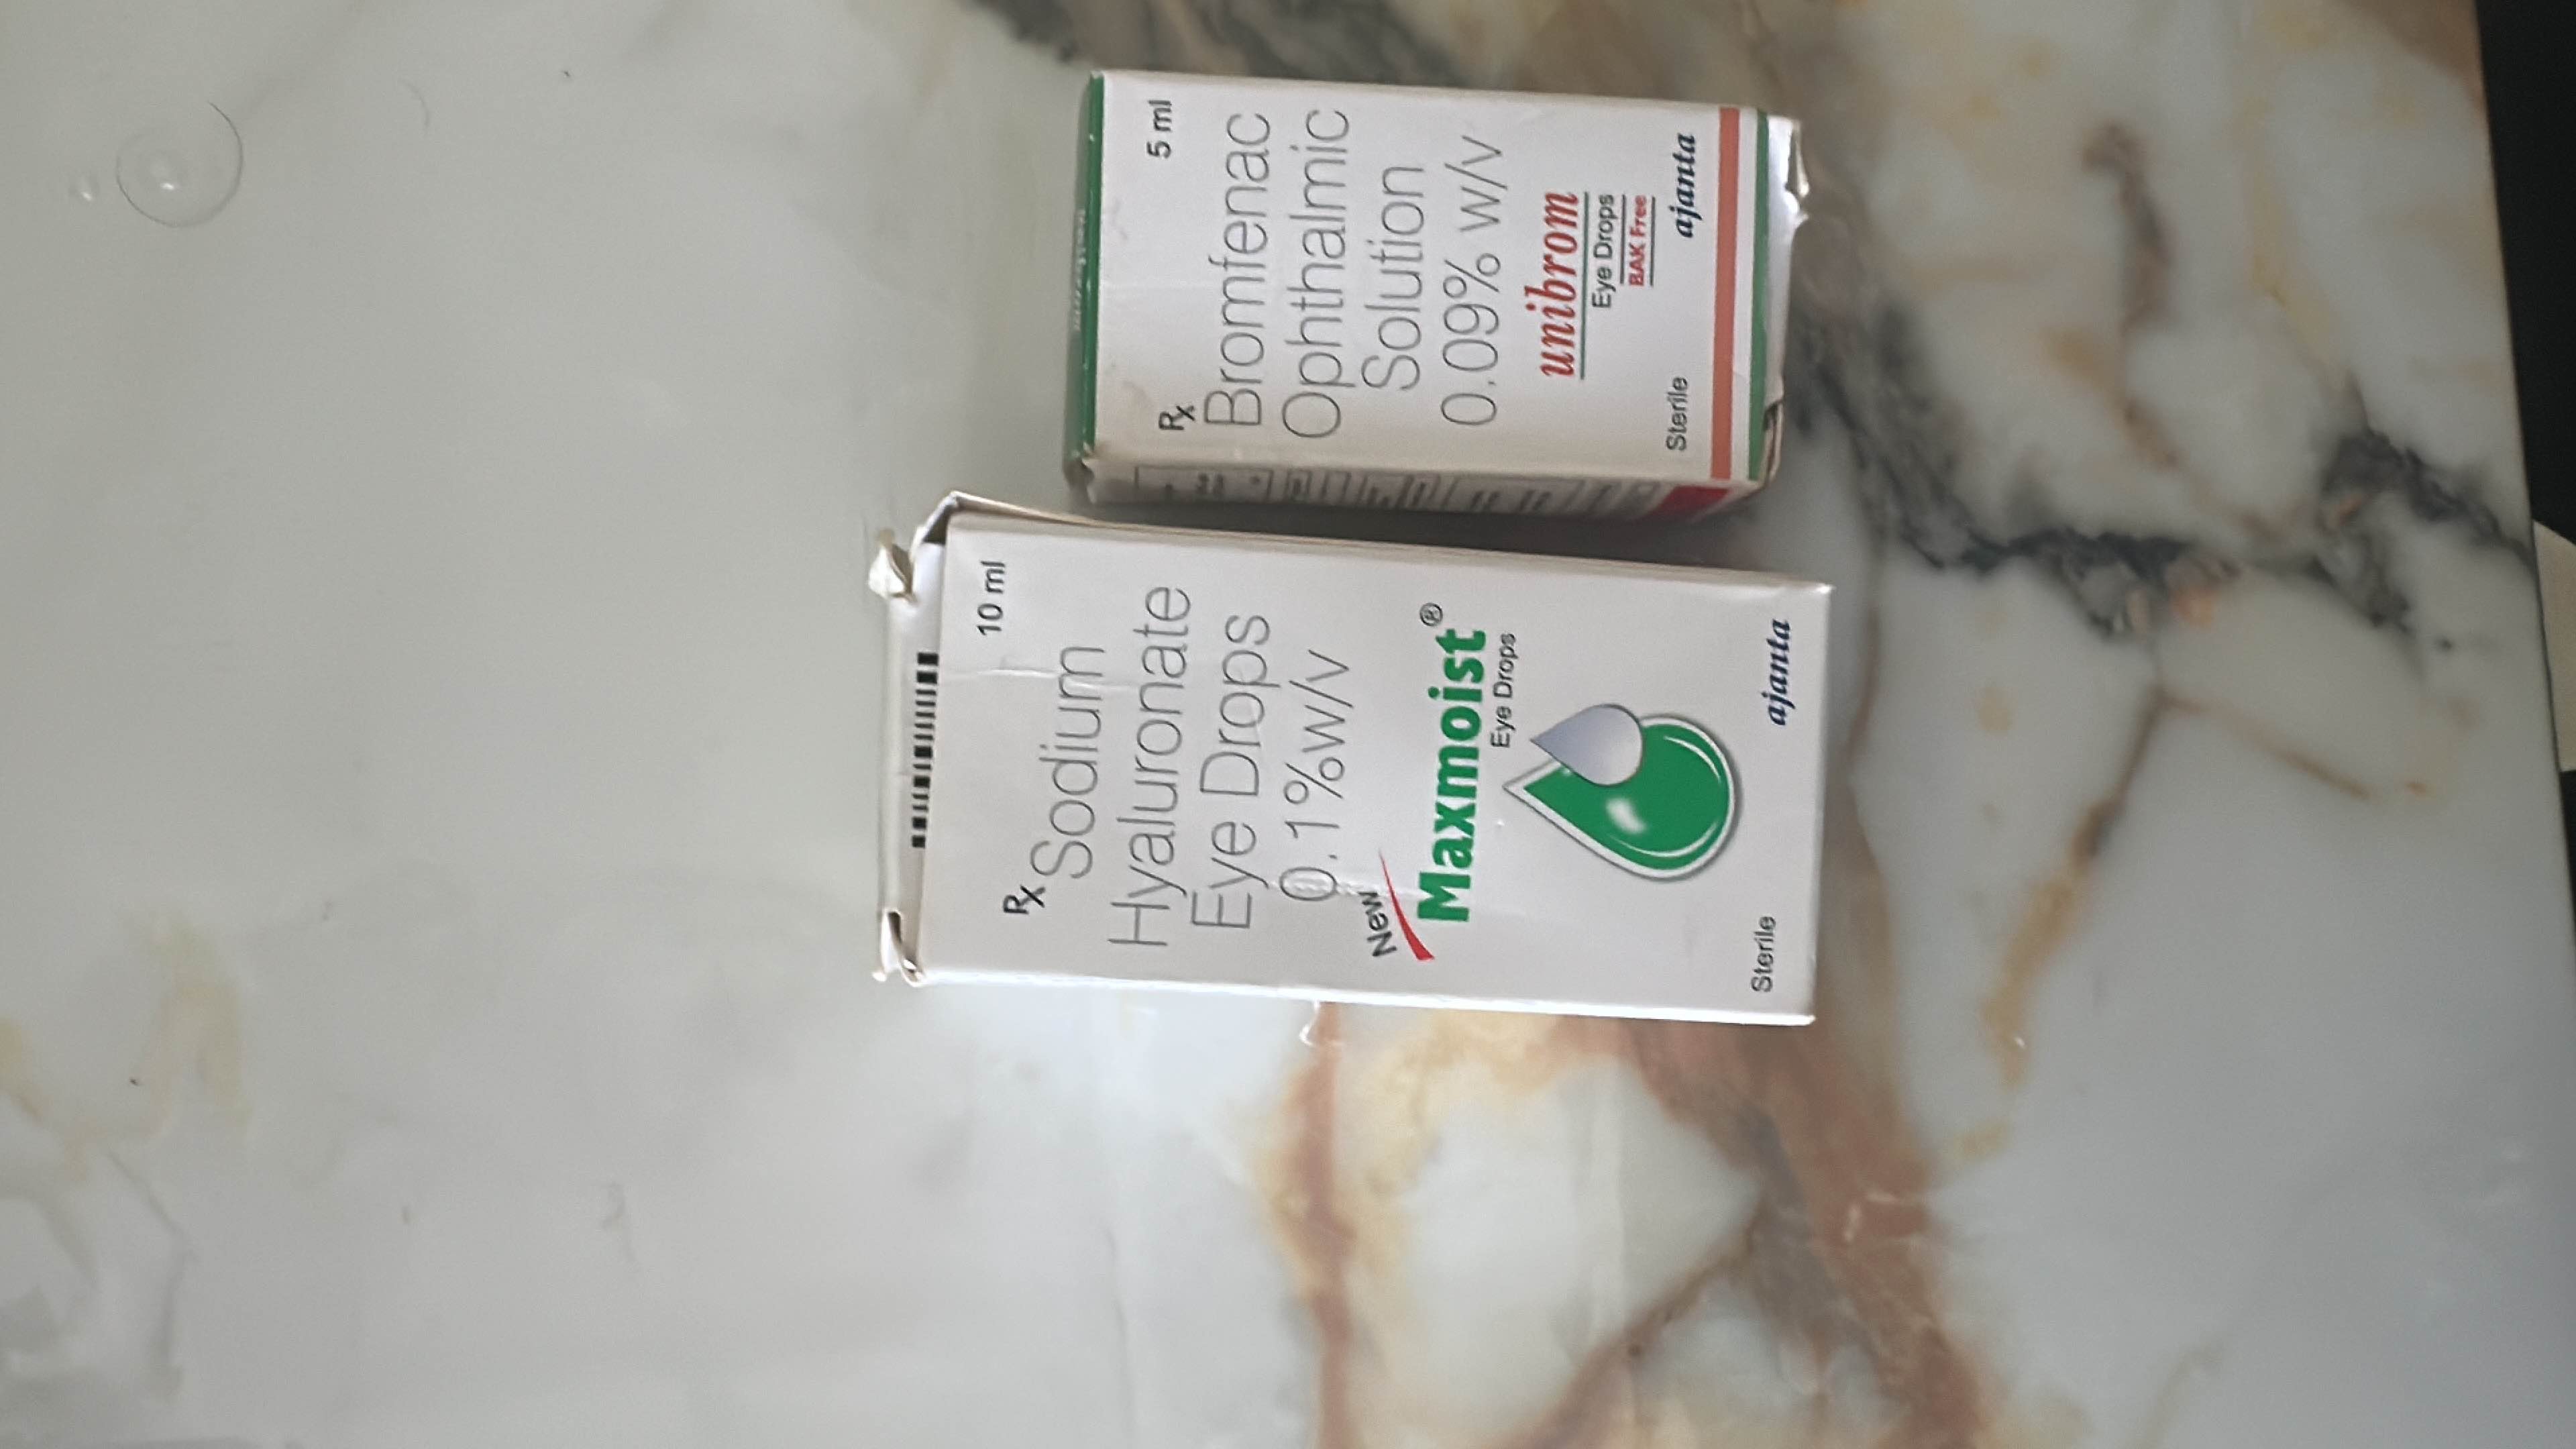 10 ml
Rx
Sodium
Hyaluronate
Eye Drops
0.1%w/v
New
Maxmoist®
Eye Drops
Sterile
ajanta
5 ml
Rx
Bromfenac
Ophthalmic
Solution
0.09% w/v
unibrom
Eye Drops
BAK Free
Sterile
ajanta